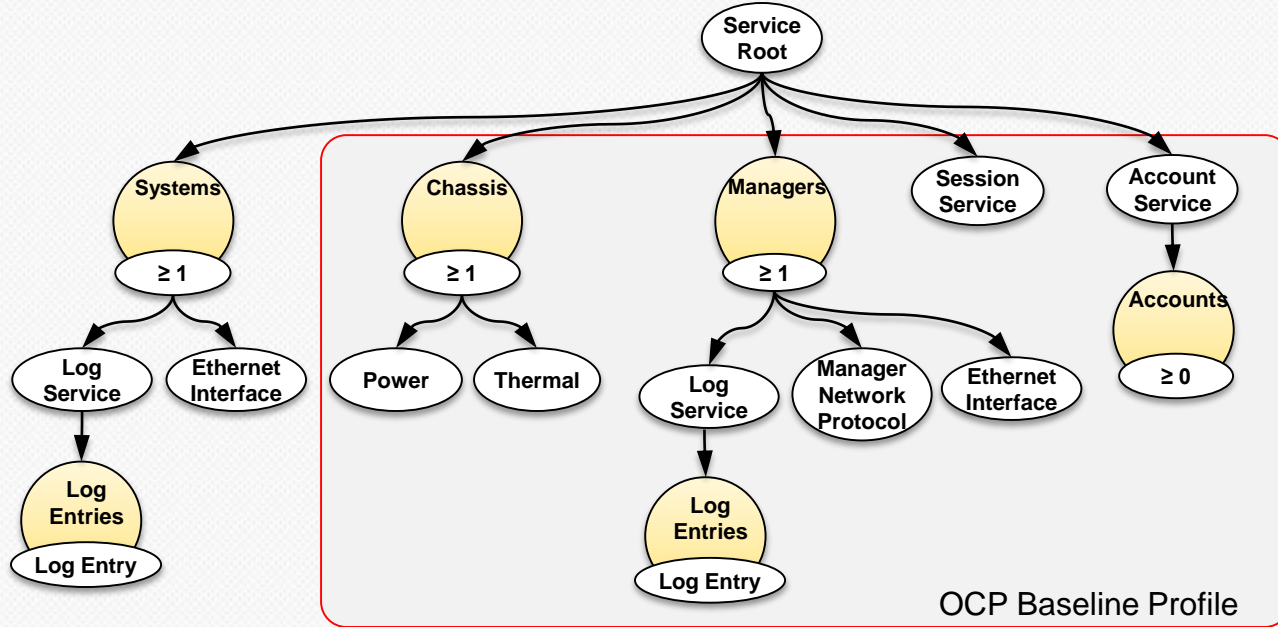 Service
Root
Systems
Chassis
Managers
Session
Service
Account
Service
≥ 1
≥ 1
≥ 1
Accounts
≥ 0
Log
Service
Ethernet
Interface
Power
Thermal
Log
Service
Manager
Network
Protocol
Ethernet
Interface
Log
Entries
Log Entry
Log
Entries
Log Entry
OCP Baseline Profile